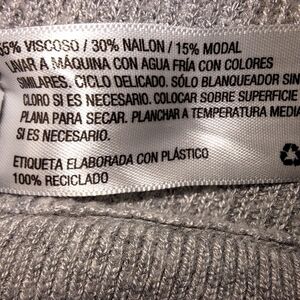 55% VISCOSO / 30% NAILON / 15% MODAL
LAVAR A MÁQUINA CON AGUA FRÍA CON COLORES
SIMILARES. CICLO DELICADO. SÓLO BLANQUEADOR SIN
CLORO SI ES NECESARIO. COLOCAR SOBRE SUPERFICIE
PLANA PARA SECAR. PLANCHAR A TEMPERATURA MEDIA
SI ES NECESARIO.
ETIQUETA ELABORADA CON PLÁSTICO
100% RECICLADO